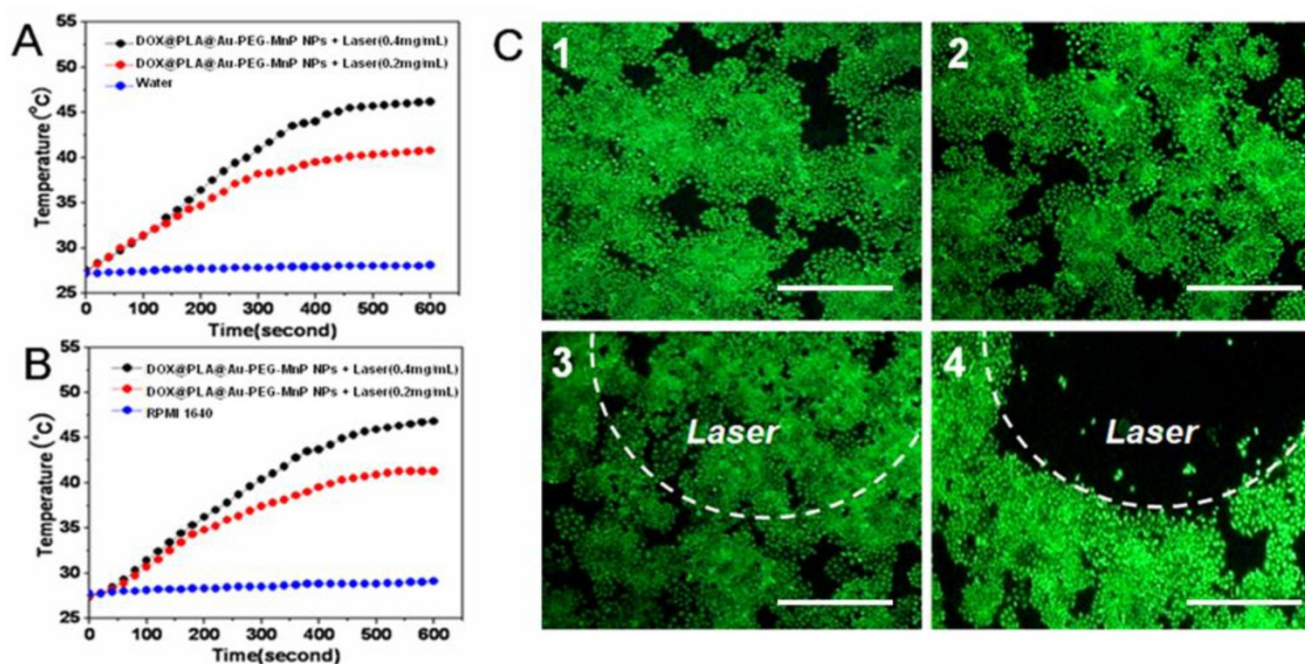 A
DOX@PLA@Au-PEG-MnP NPs + Laser(0.4mg/mL)
DOX@PLA@Au-PEG-MnP NPs + Laser(0.2mg/mL)
Water
55
50
45
40
35
30
25
Temperature (°C)
0 100 200 300 400 500 600
Time(second)
B
DOX@PLA@Au-PEG-MnP NPs + Laser(0.4mg/mL)
DOX@PLA@Au-PEG-MnP NPs + Laser(0.2mg/mL)
RPMI 1640
55
50
45
40
35
30
25
Temperature (°C)
0 100 200 300 400 500 600
Time(second)
C
1
2
3
Laser
4
Laser